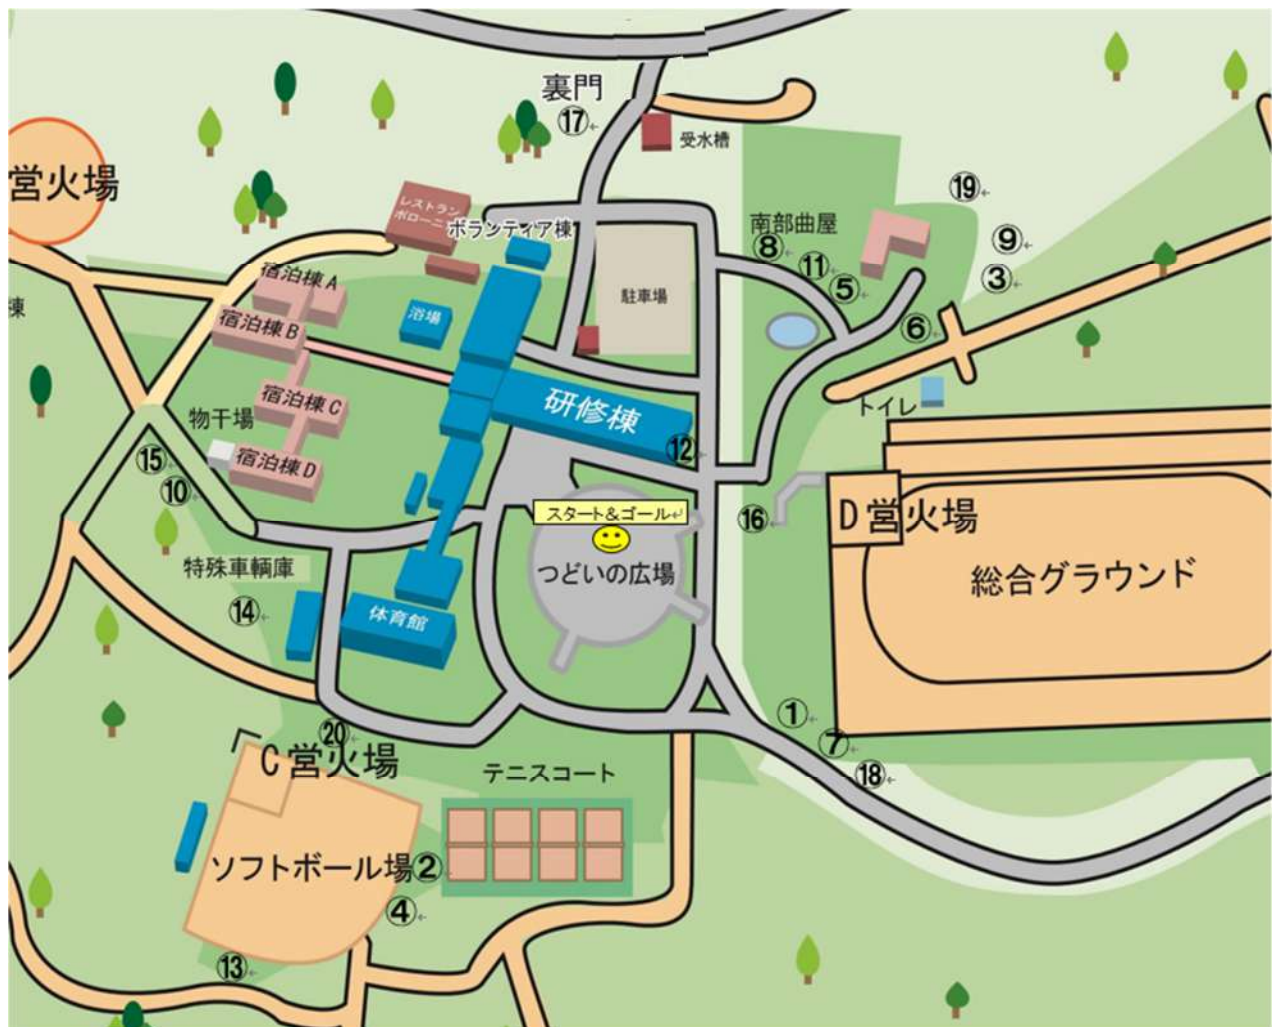 裏門
⑰
受水槽
営火場
レストラン
ボローニ
ボランティア棟
⑲
南部曲屋
⑧
⑨
⑪
③
⑤
宿泊棟A
駐車場
棟
浴場
宿泊棟B
⑥
宿泊棟C
研修棟
トイレ
物干場
⑫
⑮
宿泊棟D
⑩
スタート&ゴール
⑯
D営火場
特殊車輌庫
つどいの広場
総合グラウンド
⑭
体育館
①
⑳
⑦
C営火場
テニスコート
⑱
ソフトボール場②
④
⑬